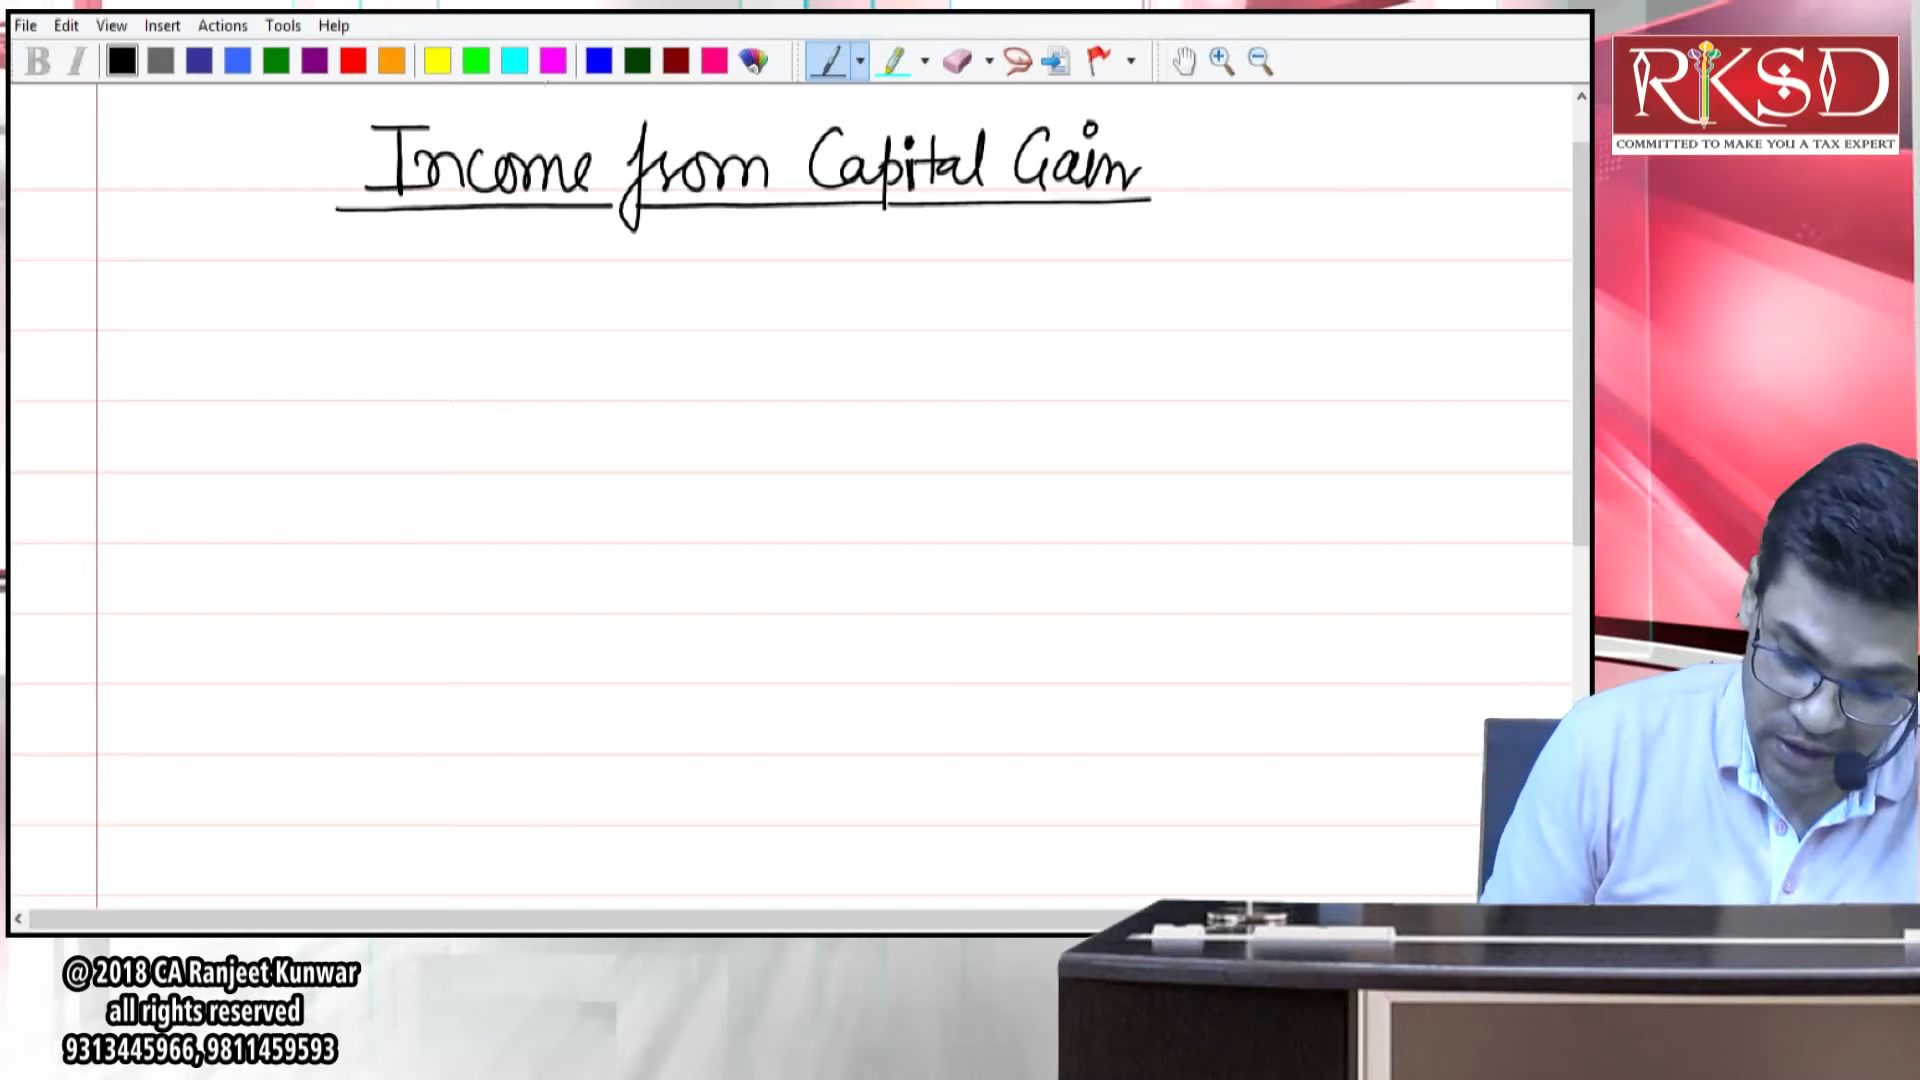 File Edit View Insert Actions Tools Help
B I
Income from Capital Gain
RKSD
COMMITTED TO MAKE YOU A TAX EXPERT
@ 2018 CA Ranjeet Kunwar
all rights reserved
9313445966, 9811459593